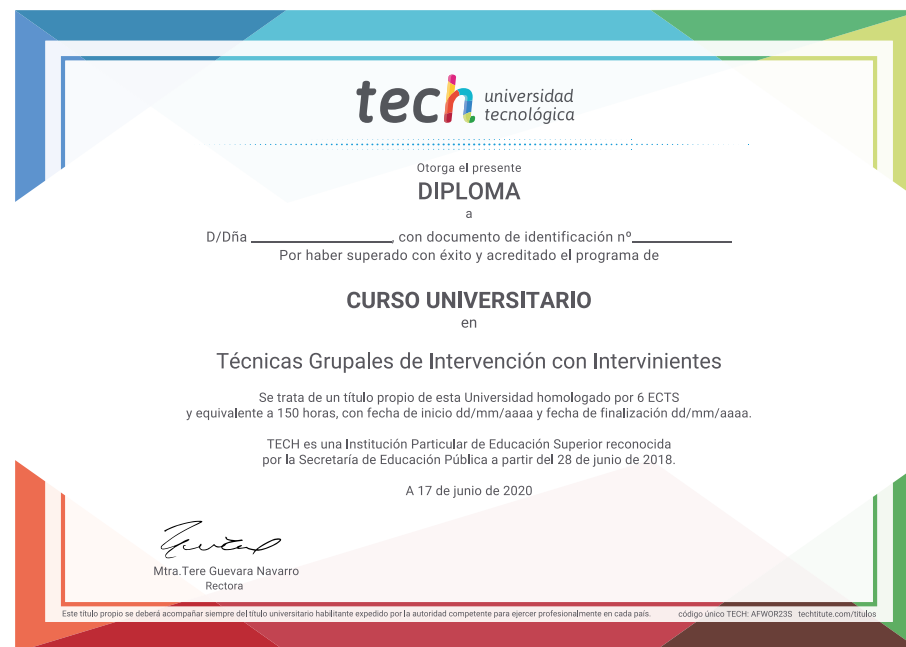 tech universidad
tecnológica
Otorga el presente
DIPLOMA
a
D/Dña ____________________, con documento de identificación nº______________
Por haber superado con éxito y acreditado el programa de
CURSO UNIVERSITARIO
en
Técnicas Grupales de Intervención con Intervinientes
Se trata de un título propio de esta Universidad homologado por 6 ECTS
y equivalente a 150 horas, con fecha de inicio dd/mm/aaaa y fecha de finalización dd/mm/aaaa.
TECH es una Institución Particular de Educación Superior reconocida
por la Secretaría de Educación Pública a partir del 28 de junio de 2018.
A 17 de junio de 2020
Mtra.Tere Guevara Navarro
Rectora
Este título propio se deberá acompañar siempre del título universitario habilitante expedido por la autoridad competente para ejercer profesionalmente en cada país. código único TECH: AFWOR23S techtitute.com/titulos